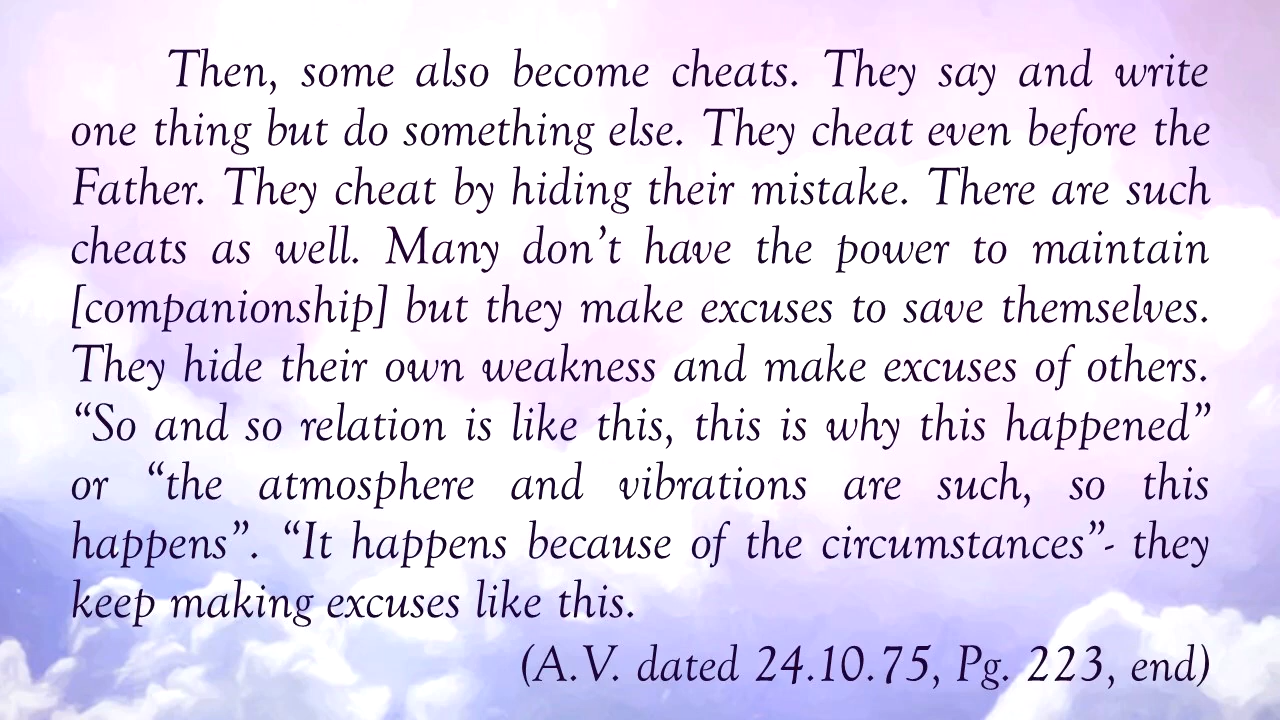 Then, some also become cheats. They say and write
one thing but do something else. They cheat even before the
Father. They cheat by hiding their mistake. There are such
cheats as well. Many don’t have the power to maintain
[companionship] but they make excuses to save themselves.
They hide their own weakness and make excuses of others.
“So and so relation is like this, this is why this happened”
or “the atmosphere and vibrations are such, so this
happens”. “It happens because of the circumstances”- they
keep making excuses like this.
(A.V. dated 24.10.75, Pg. 223, end)